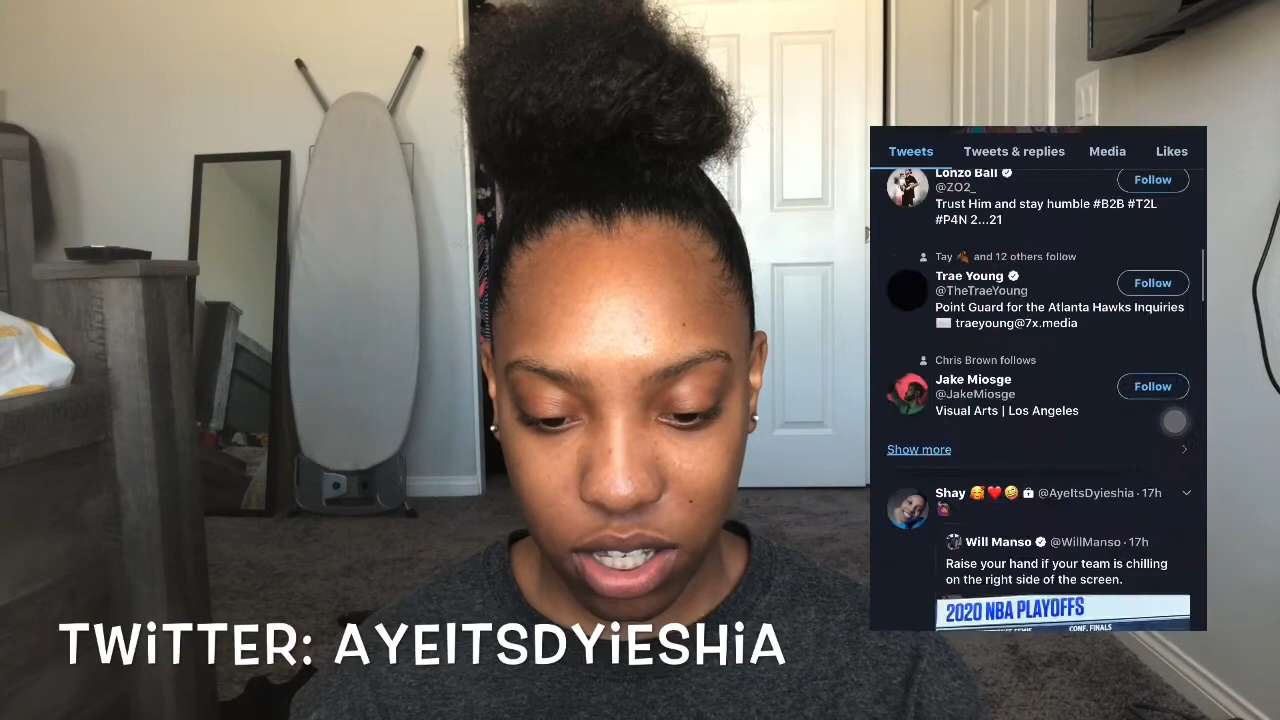 Tweets Tweets & replies Media Likes
Lonzo Ball
Follow
@ZO2_
Trust Him and stay humble #B2B #T2L
#P4N 2...21
Tay 🥕 and 12 others follow
Trae Young
Follow
@TheTraeYoung
Point Guard for the Atlanta Hawks Inquiries
📧 traeyoung@7x.media
Chris Brown follows
Jake Miosge
Follow
@JakeMiosge
Visual Arts | Los Angeles
Show more
Shay 🥰❤️🤪🔒 @AyeItsDyieshia · 17h
Will Manso @WillManso · 17h
Raise your hand if your team is chilling
on the right side of the screen.
2020 NBA PLAYOFFS
CONF. FINALS
TWiTTER: AYEITSDYiESHiA